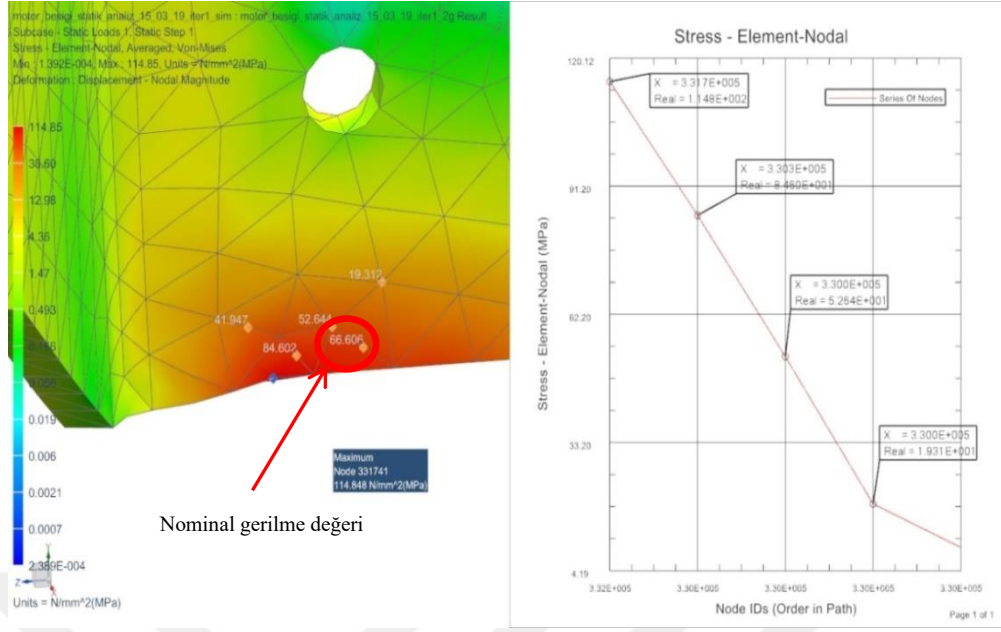 motor_besigi_statik_analiz_15_03_19_iter1_sim : motor_besigi_statik_analiz_15_03_19_iter1_2g Result
Subcase - Static Loads 1, Static Step 1
Stress - Element-Nodal, Averaged, Von-Mises
Min : 1.392E-004, Max : 114.85, Units = N/mm^2(MPa)
Deformation : Displacement - Nodal Magnitude
114.85
38.60
12.98
4.36
1.47
0.493
0.056
0.019
0.006
0.0021
0.0007
2.389E-004
Units = N/mm^2(MPa)
Y
Z
19.312
41.947
52.644
66.606
84.602
Maximum
Node 331741
114.848 N/mm^2(MPa)
Nominal gerilme değeri
Stress - Element-Nodal
Stress - Element-Nodal (MPa)
120.12
91.20
62.20
33.20
4.19
X = 3.317E+005
Real = 1.148E+002
Series Of Nodes
X = 3.303E+005
Real = 8.460E+001
X = 3.300E+005
Real = 5.264E+001
X = 3.300E+005
Real = 1.931E+001
3.32E+005
3.30E+005
3.30E+005
3.30E+005
3.30E+005
Node IDs (Order in Path)
Page 1 of 1